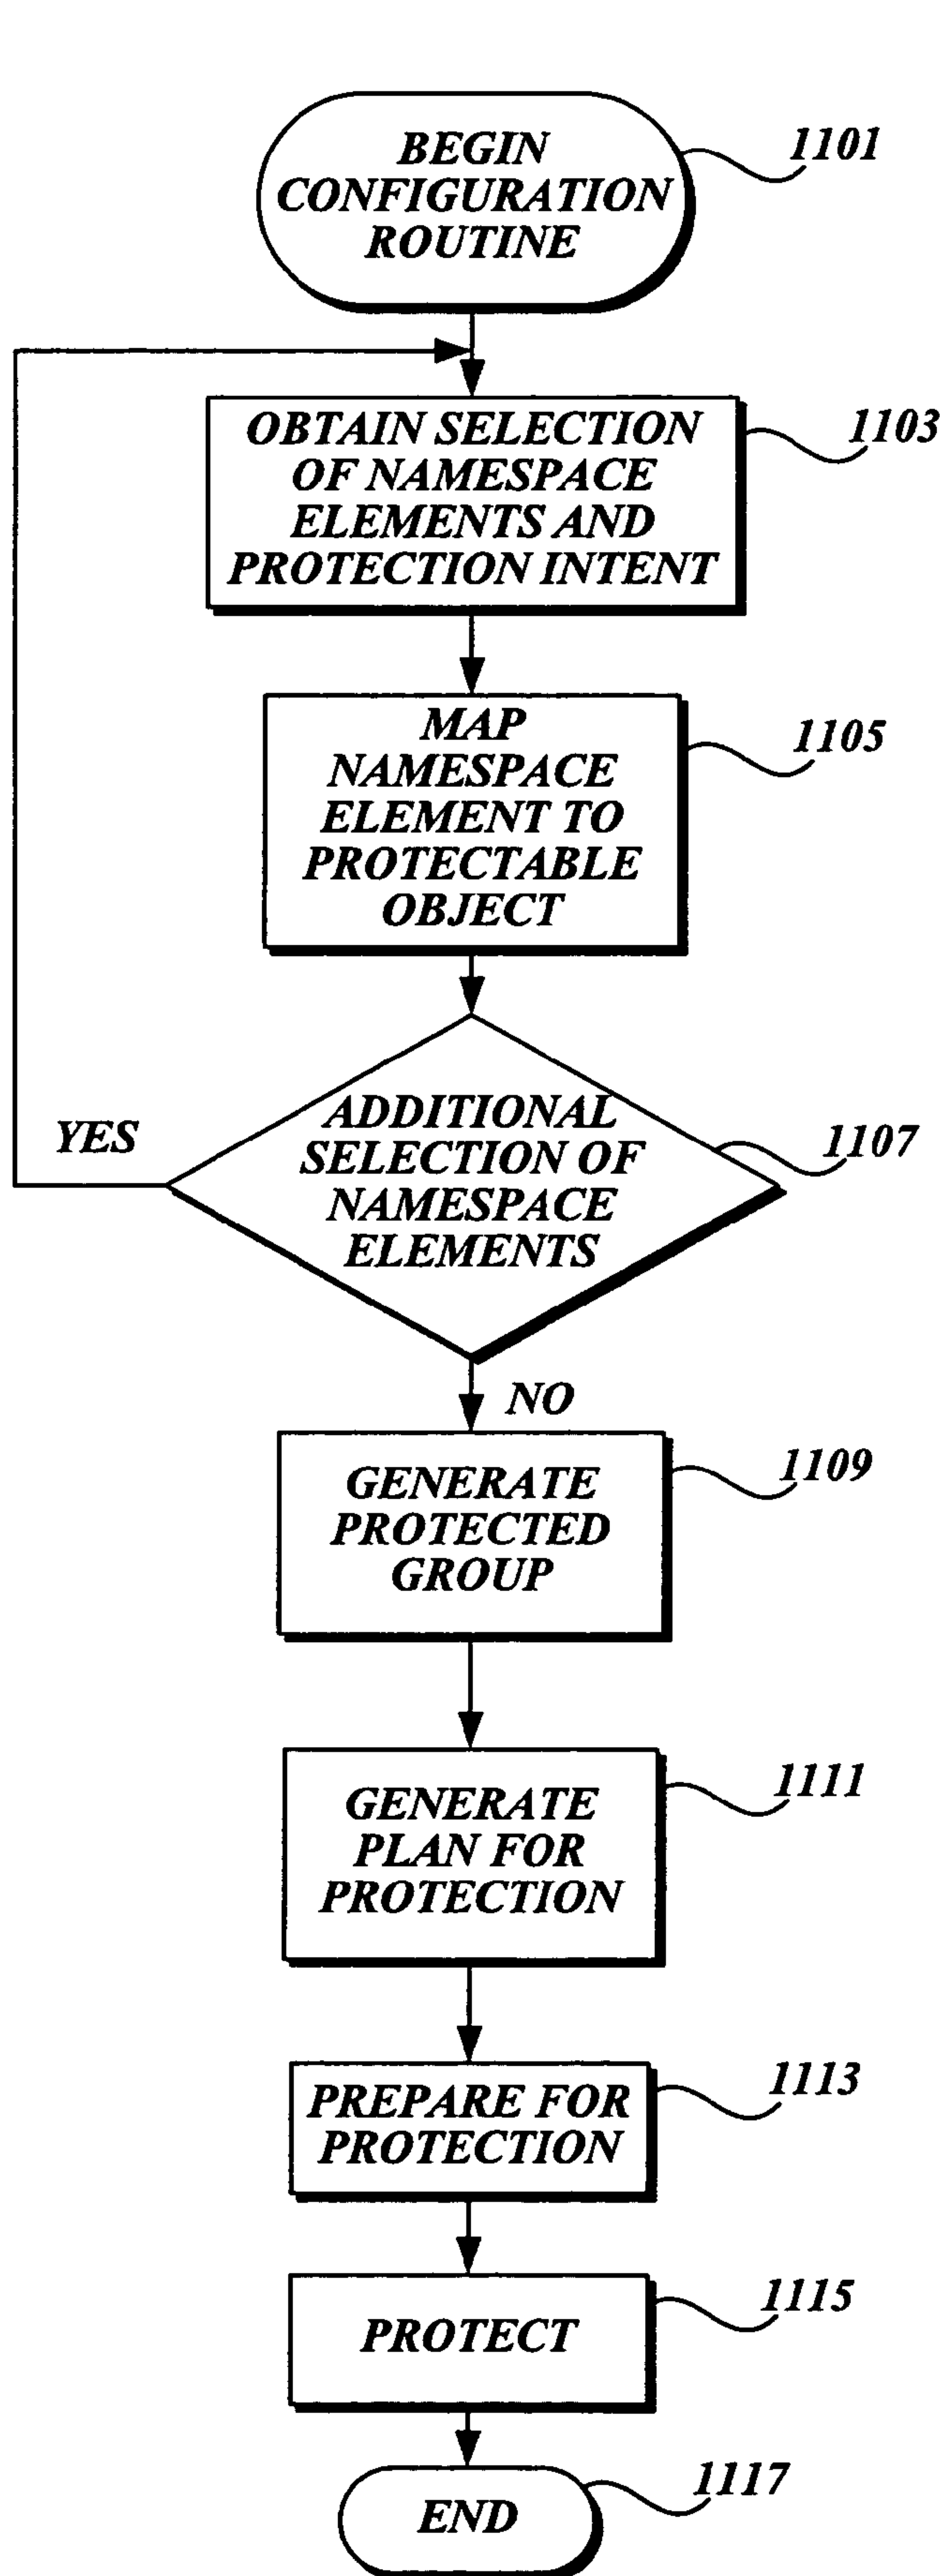 BEGIN
CONFIGURATION
ROUTINE
1101
OBTAIN SELECTION
OF NAMESPACE
ELEMENTS AND
PROTECTION INTENT
1103
MAP
NAMESPACE
ELEMENT TO
PROTECTABLE
OBJECT
1105
ADDITIONAL
SELECTION OF
NAMESPACE
ELEMENTS
1107
YES
NO
GENERATE
PROTECTED
GROUP
1109
GENERATE
PLAN FOR
PROTECTION
1111
PREPARE FOR
PROTECTION
1113
PROTECT
1115
END
1117